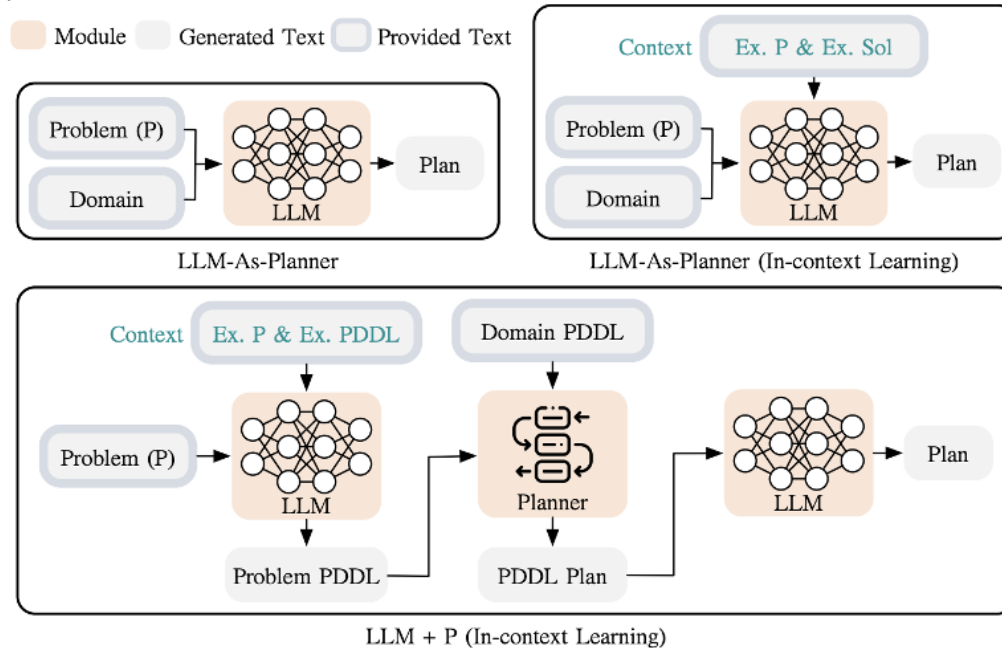 Module Generated Text Provided Text
Problem (P)
Domain
LLM
Plan
LLM-As-Planner
Context Ex. P & Ex. Sol
Problem (P)
Domain
LLM
Plan
LLM-As-Planner (In-context Learning)
Context Ex. P & Ex. PDDL
Domain PDDL
Problem (P)
LLM
Planner
LLM
Plan
Problem PDDL
PDDL Plan
LLM + P (In-context Learning)